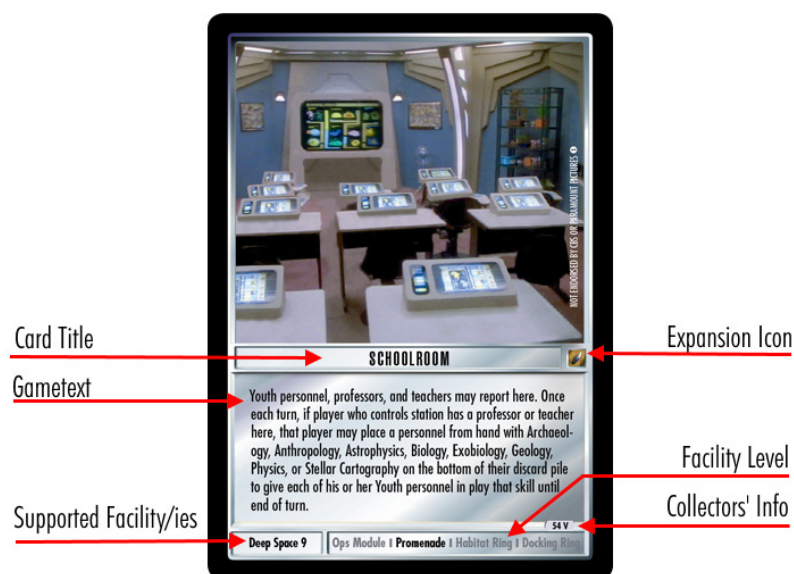 NOT ENDORSED BY CBS OR PARAMOUNT PICTURES
Card Title
SCHOOLROOM
Expansion Icon
Gametext
Youth personnel, professors, and teachers may report here. Once
each turn, if player who controls station has a professor or teacher
here, that player may place a personnel from hand with Archaeol-
ogy, Anthropology, Astrophysics, Biology, Exobiology, Geology,
Physics, or Stellar Cartography on the bottom of their discard pile
to give each of his or her Youth personnel in play that skill until
end of turn.
Facility Level
Collectors' Info
54 V
Supported Facility/ies
Deep Space 9
Ops Module I Promenade I Habitat Ring I Docking Ring